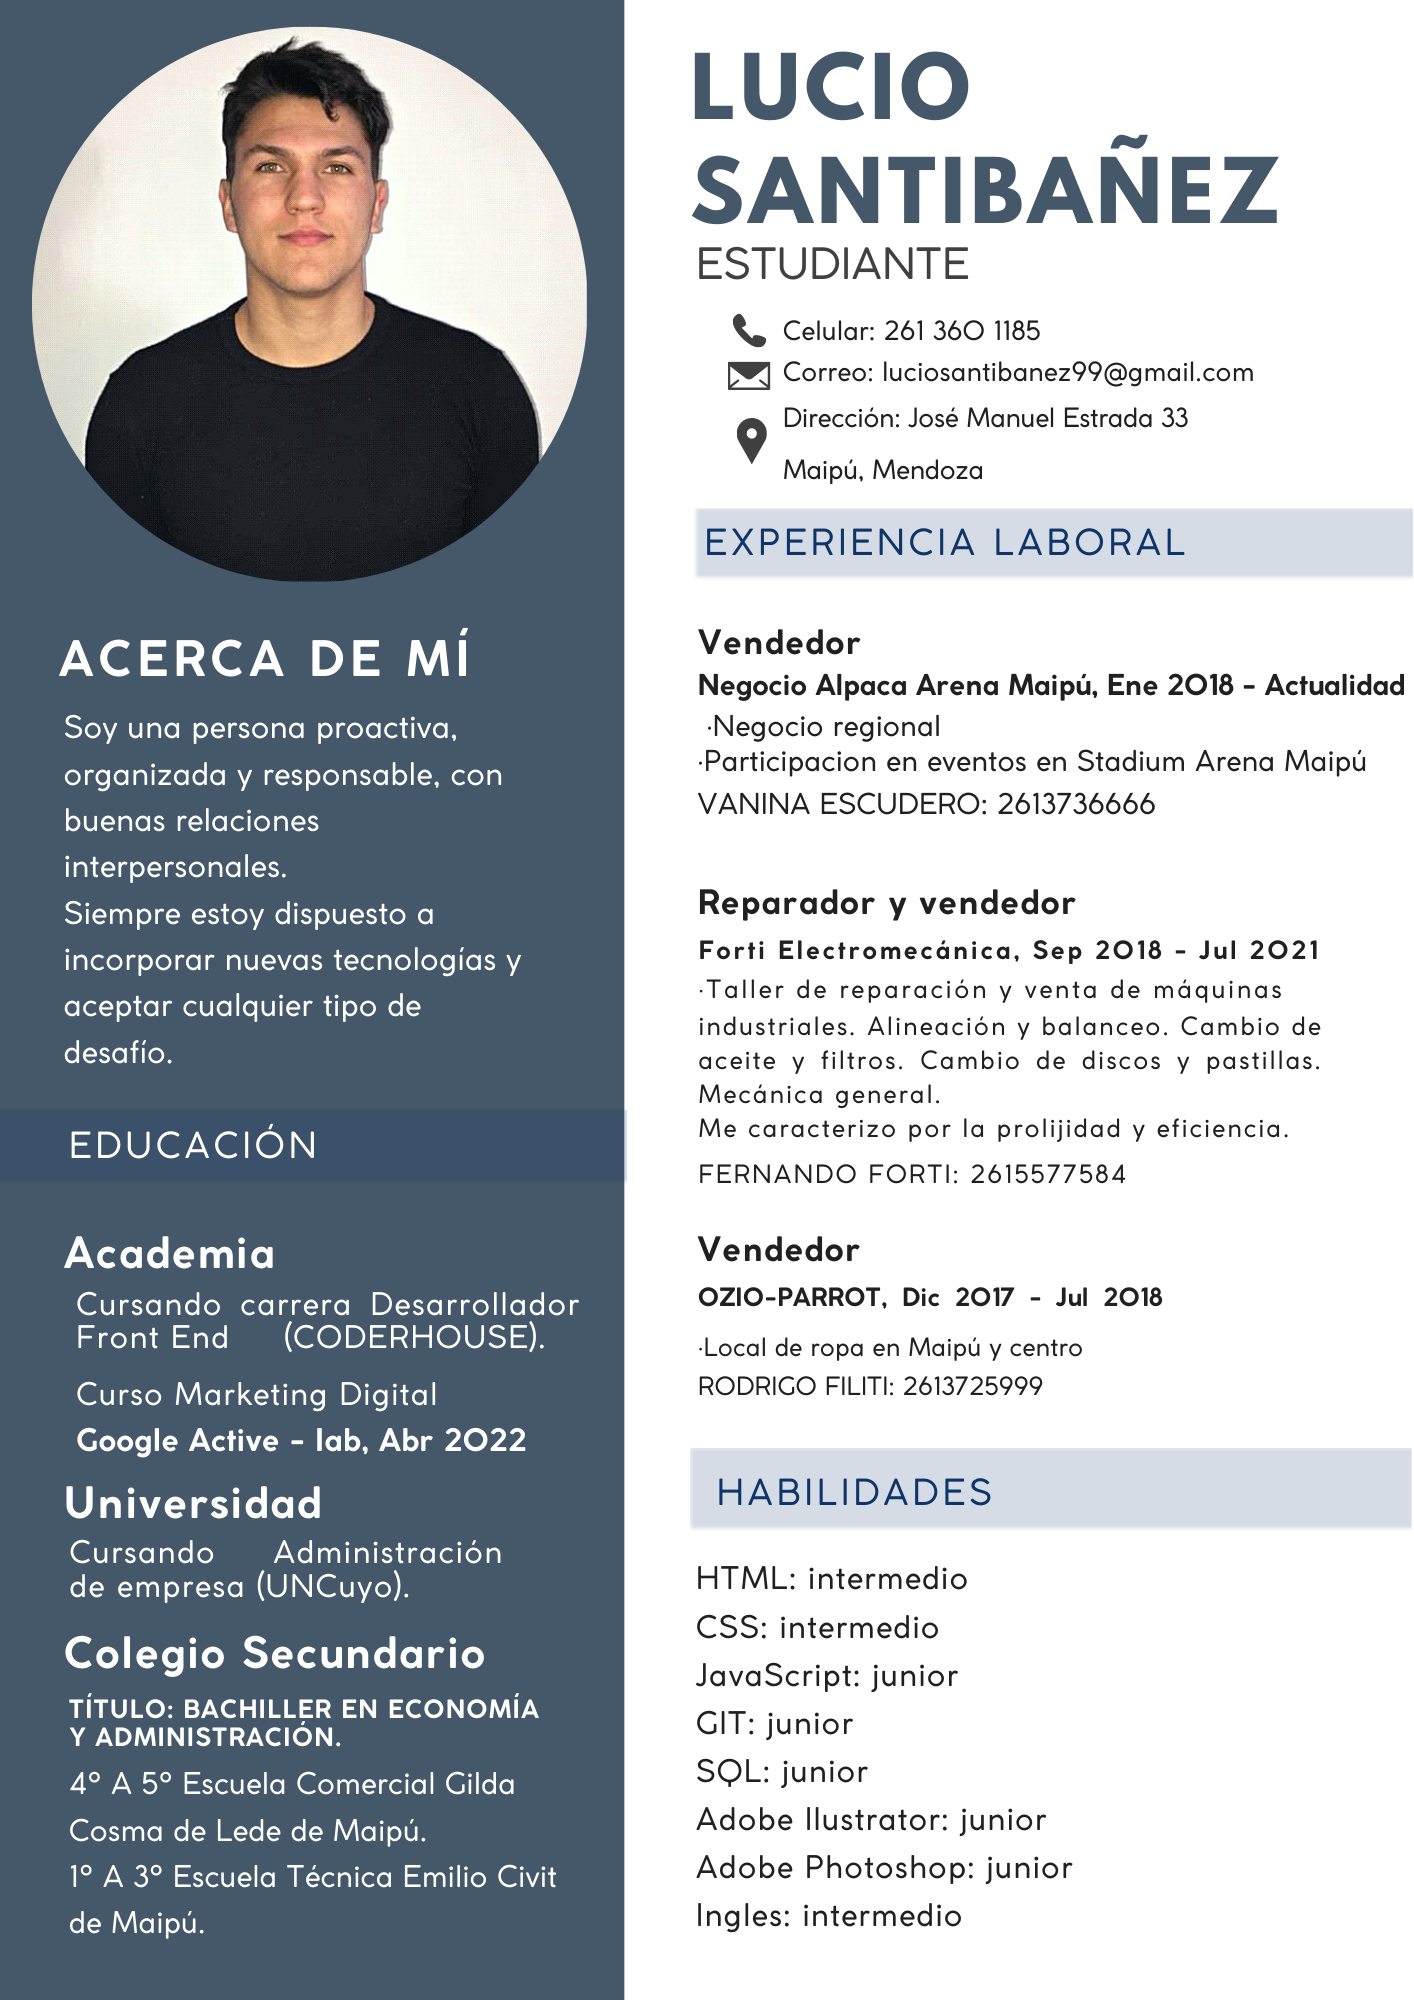 LUCIO
SANTIBAÑEZ
ESTUDIANTE
Celular: 261 360 1185
Correo: luciosantibanez99@gmail.com
Dirección: José Manuel Estrada 33
Maipú, Mendoza
ACERCA DE MÍ
Soy una persona proactiva,
organizada y responsable, con
buenas relaciones
interpersonales.
Siempre estoy dispuesto a
incorporar nuevas tecnologías y
aceptar cualquier tipo de
desafío.
EDUCACIÓN
Academia
Cursando carrera Desarrollador
Front End (CODERHOUSE).
Curso Marketing Digital
Google Active - lab, Abr 2022
Universidad
Cursando Administración
de empresa (UNCuyo).
Colegio Secundario
TÍTULO: BACHILLER EN ECONOMÍA
Y ADMINISTRACIÓN.
4° A 5° Escuela Comercial Gilda
Cosma de Lede de Maipú.
1° A 3° Escuela Técnica Emilio Civit
de Maipú.
EXPERIENCIA LABORAL
Vendedor
Negocio Alpaca Arena Maipú, Ene 2018 - Actualidad
·Negocio regional
·Participacion en eventos en Stadium Arena Maipú
VANINA ESCUDERO: 2613736666
Reparador y vendedor
Forti Electromecánica, Sep 2018 - Jul 2021
·Taller de reparación y venta de máquinas
industriales. Alineación y balanceo. Cambio de
aceite y filtros. Cambio de discos y pastillas.
Mecánica general.
Me caracterizo por la prolijidad y eficiencia.
FERNANDO FORTI: 2615577584
Vendedor
OZIO-PARROT, Dic 2017 - Jul 2018
·Local de ropa en Maipú y centro
RODRIGO FILITI: 2613725999
HABILIDADES
HTML: intermedio
CSS: intermedio
JavaScript: junior
GIT: junior
SQL: junior
Adobe Ilustrator: junior
Adobe Photoshop: junior
Ingles: intermedio